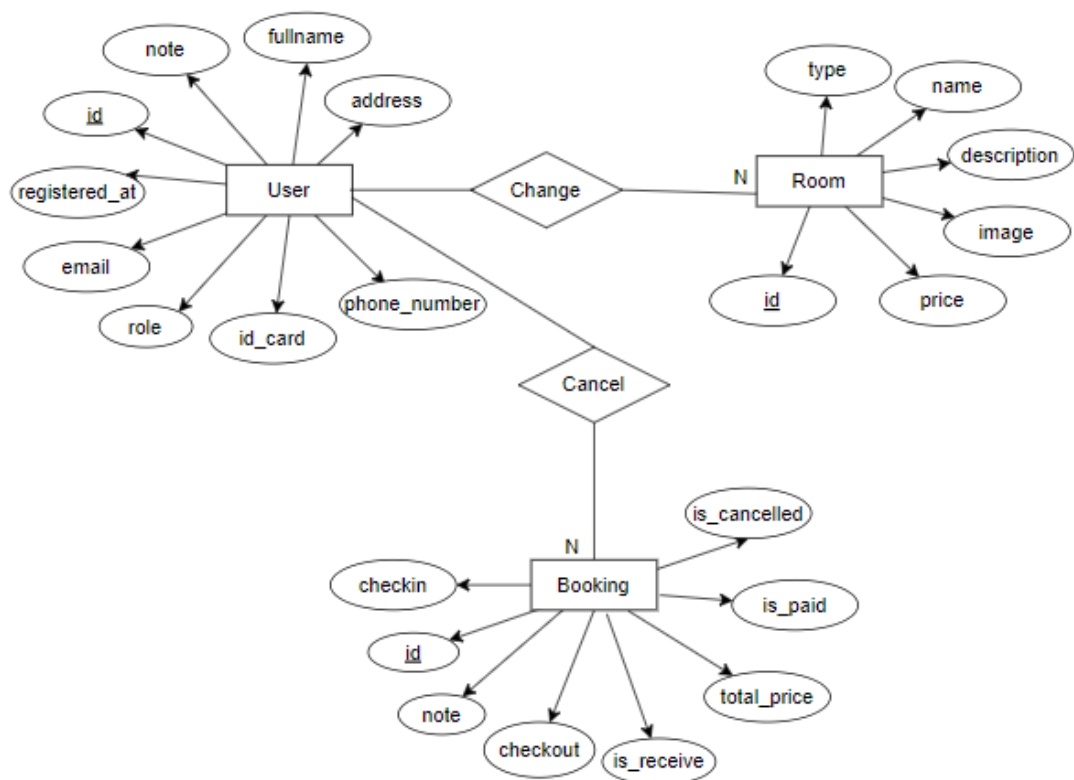 fullname
note
type
name
address
id
description
registered_at
User
Change
N
Room
image
email
phone_number
id
price
role
id_card
Cancel
is_cancelled
N
checkin
Booking
is_paid
id
total_price
note
checkout
is_receive